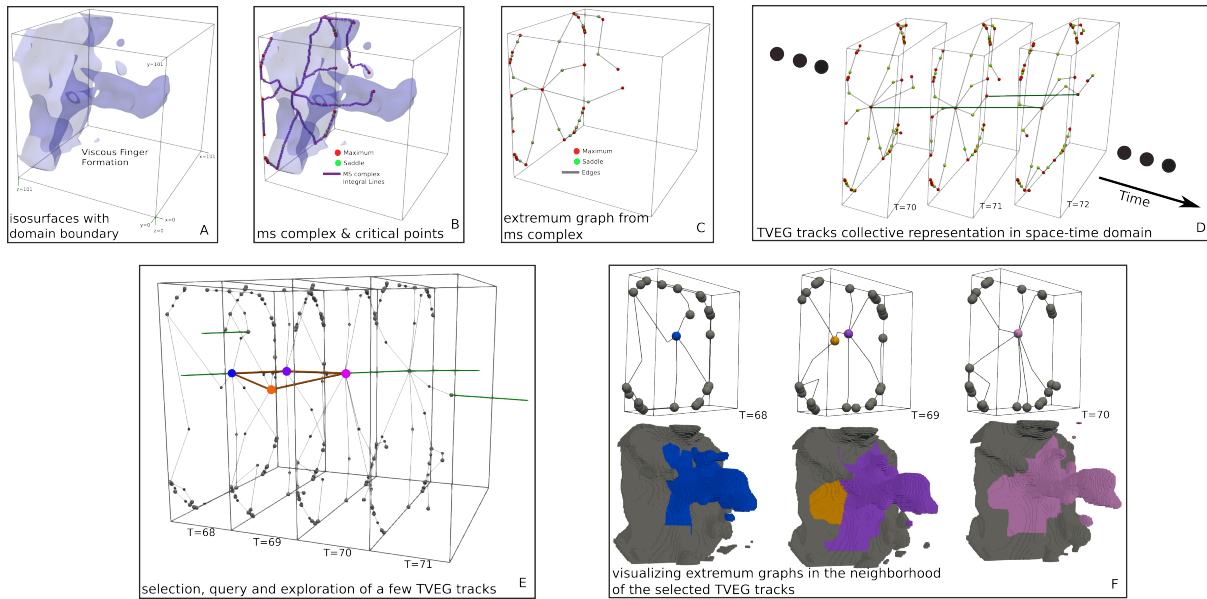 y=101
Viscous Finger
Formation
x=101
z=101
x=0
y=0
z=0
isosurfaces with
domain boundary
A
Maximum
Saddle
MS complex
Integral Lines
B
ms complex & critical points
Maximum
Saddle
Edges
extremum graph from
ms complex
C
T=70
T=71
T=72
Time
TVEG tracks collective representation in space-time domain
D
T=68
T=69
T=70
T=71
selection, query and exploration of a few TVEG tracks
E
T=68
T=69
T=70
visualizing extremum graphs in the neighborhood
of the selected TVEG tracks
F